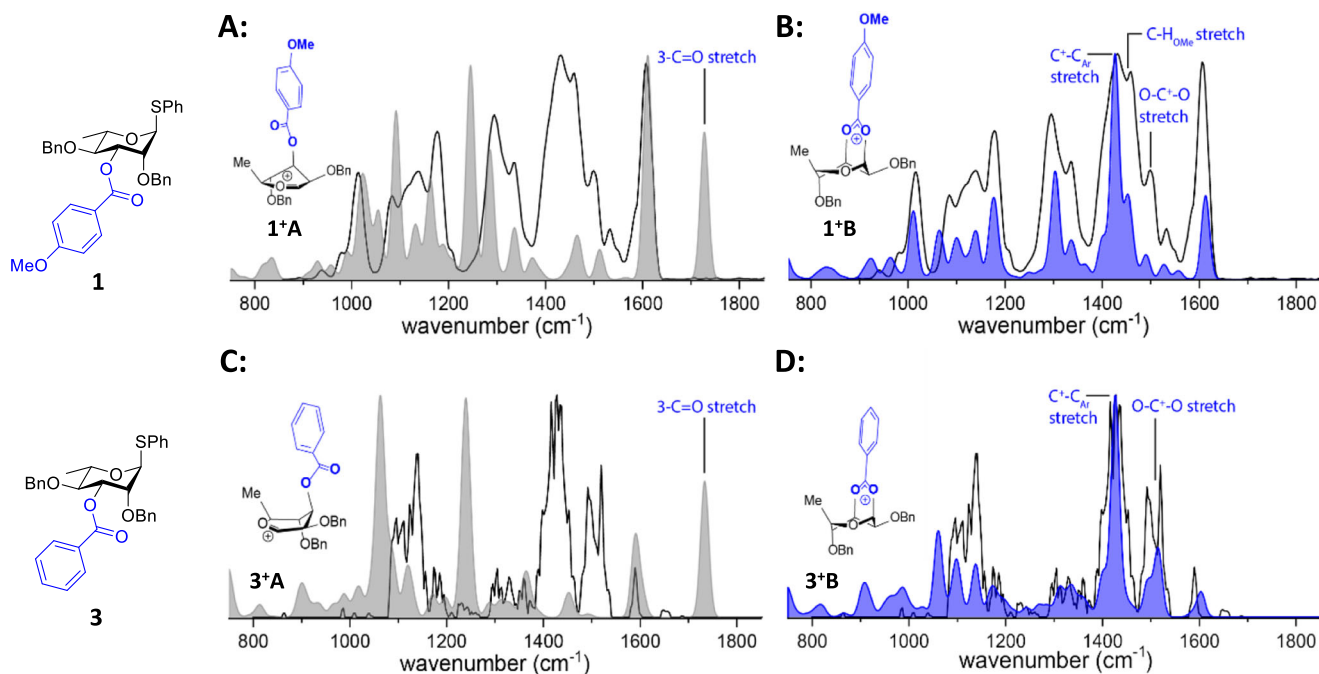 A:
B:
SPh
O
BnO
O
OBn
O
MeO
1
OMe
O
O
Me
O
⊕
OBn
OBn
1⁺A
3-C=O stretch
800 1000 1200 1400 1600 1800
wavenumber (cm⁻¹)
OMe
O O
⊕
Me
O
OBn
OBn
1⁺B
C⁺-C_Ar
stretch
C-H_OMe stretch
O-C⁺-O
stretch
800 1000 1200 1400 1600 1800
wavenumber (cm⁻¹)
C:
D:
SPh
O
BnO
O
OBn
O
3
O
O
Me
O
⊕
OBn
OBn
3⁺A
3-C=O stretch
800 1000 1200 1400 1600 1800
wavenumber (cm⁻¹)
O O
⊕
Me
O
OBn
OBn
3⁺B
C⁺-C_Ar
stretch
O-C⁺-O stretch
800 1000 1200 1400 1600 1800
wavenumber (cm⁻¹)